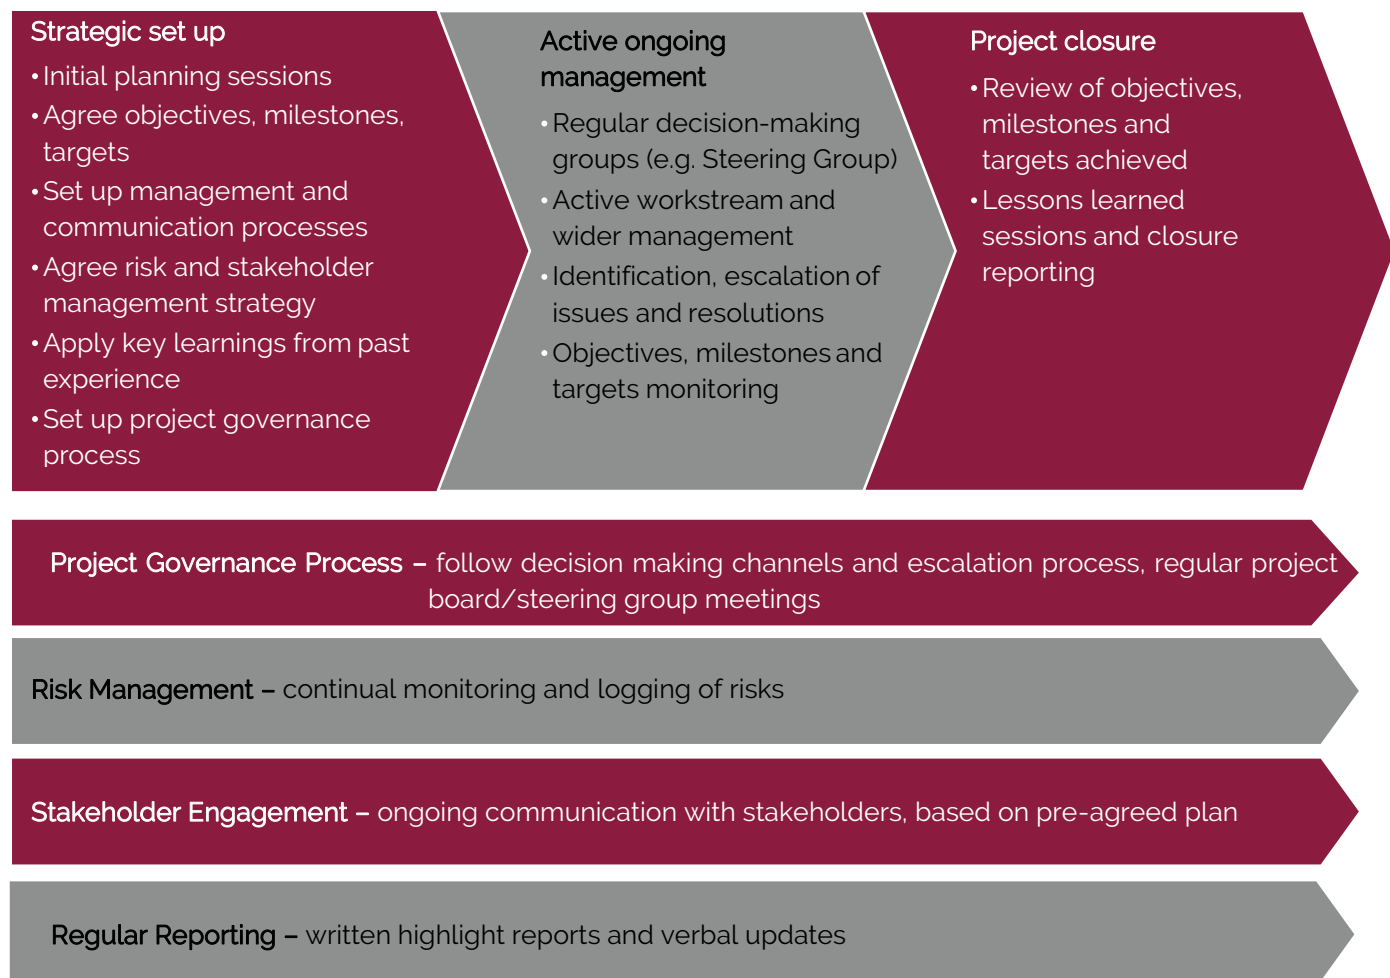 Strategic set up
• Initial planning sessions
• Agree objectives, milestones,
targets
• Set up management and
communication processes
• Agree risk and stakeholder
management strategy
• Apply key learnings from past
experience
• Set up project governance
process
Active ongoing
management
• Regular decision-making
groups (e.g. Steering Group)
• Active workstream and
wider management
• Identification, escalation of
issues and resolutions
• Objectives, milestones and
targets monitoring
Project closure
• Review of objectives,
milestones and
targets achieved
• Lessons learned
sessions and closure
reporting
Project Governance Process – follow decision making channels and escalation process, regular project
board/steering group meetings
Risk Management – continual monitoring and logging of risks
Stakeholder Engagement – ongoing communication with stakeholders, based on pre-agreed plan
Regular Reporting – written highlight reports and verbal updates